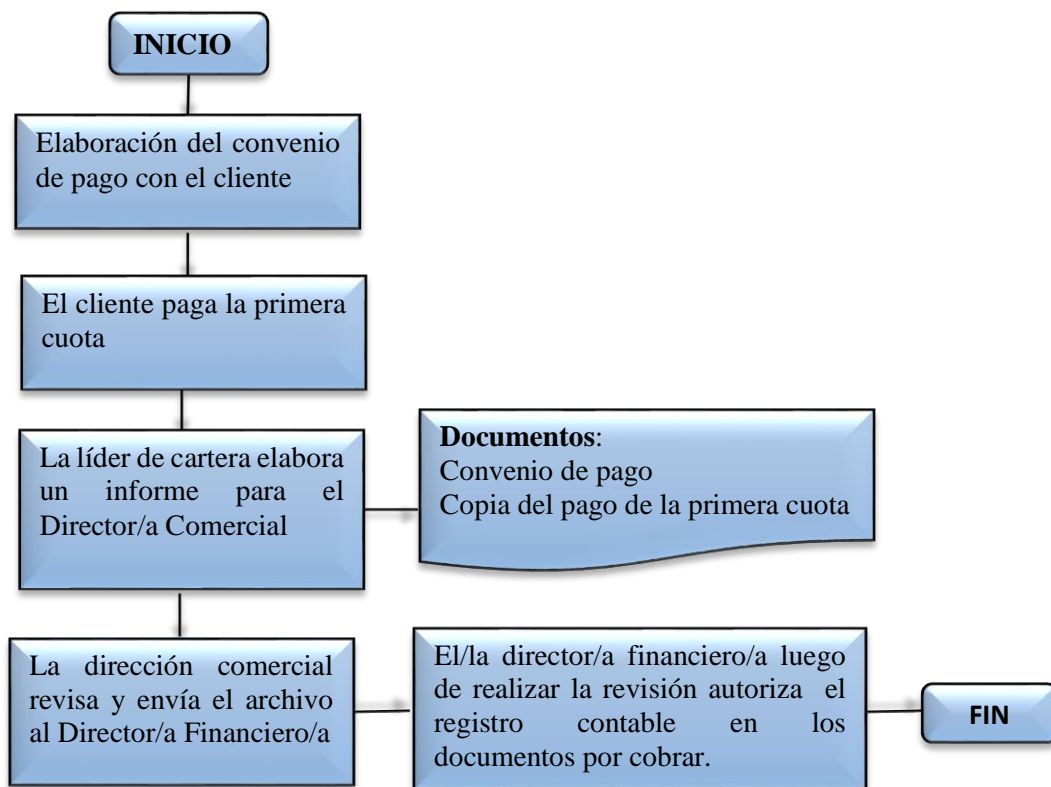 INICIO
Elaboración del convenio
de pago con el cliente
El cliente paga la primera
cuota
La líder de cartera elabora
un informe para el
Director/a Comercial
Documentos:
Convenio de pago
Copia del pago de la primera cuota
La dirección comercial
revisa y envía el archivo
al Director/a Financiero/a
El/la director/a financiero/a luego
de realizar la revisión autoriza el
registro contable en los
documentos por cobrar.
FIN